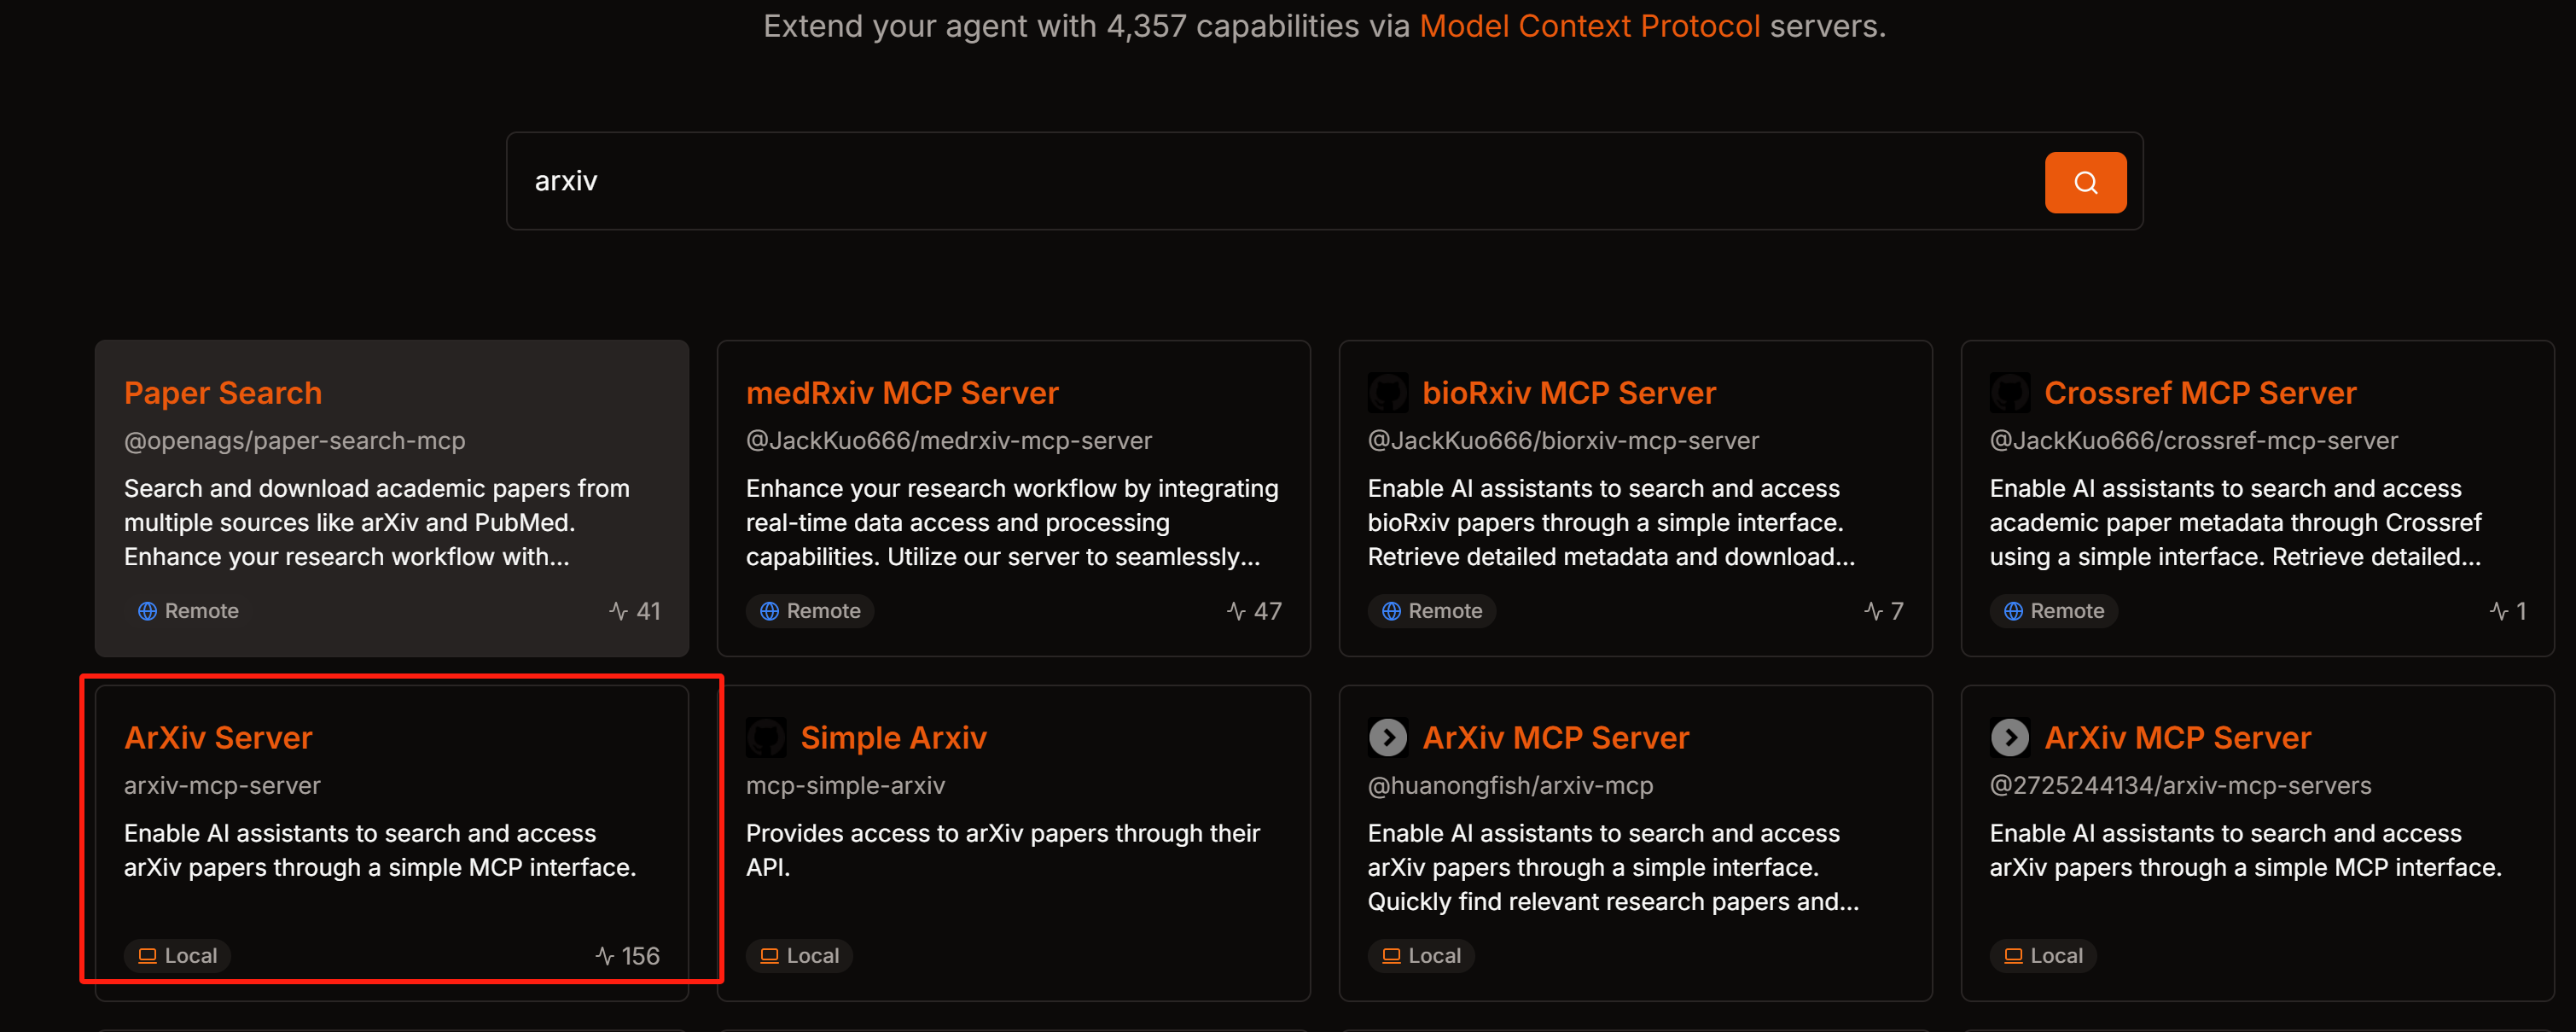 Extend your agent with 4,357 capabilities via Model Context Protocol servers.
arxiv
Paper Search
@openags/paper-search-mcp
Search and download academic papers from
multiple sources like arXiv and PubMed.
Enhance your research workflow with...
Remote
41
medRxiv MCP Server
@JackKuo666/medrxiv-mcp-server
Enhance your research workflow by integrating
real-time data access and processing
capabilities. Utilize our server to seamlessly...
Remote
47
bioRxiv MCP Server
@JackKuo666/biorxiv-mcp-server
Enable AI assistants to search and access
bioRxiv papers through a simple interface.
Retrieve detailed metadata and download...
Remote
7
Crossref MCP Server
@JackKuo666/crossref-mcp-server
Enable AI assistants to search and access
academic paper metadata through Crossref
using a simple interface. Retrieve detailed...
Remote
1
ArXiv Server
arxiv-mcp-server
Enable AI assistants to search and access
arXiv papers through a simple MCP interface.
Local
156
Simple Arxiv
mcp-simple-arxiv
Provides access to arXiv papers through their
API.
Local
ArXiv MCP Server
@huanongfish/arxiv-mcp
Enable AI assistants to search and access
arXiv papers through a simple interface.
Quickly find relevant research papers and...
Local
ArXiv MCP Server
@2725244134/arxiv-mcp-servers
Enable AI assistants to search and access
arXiv papers through a simple MCP interface.
Local